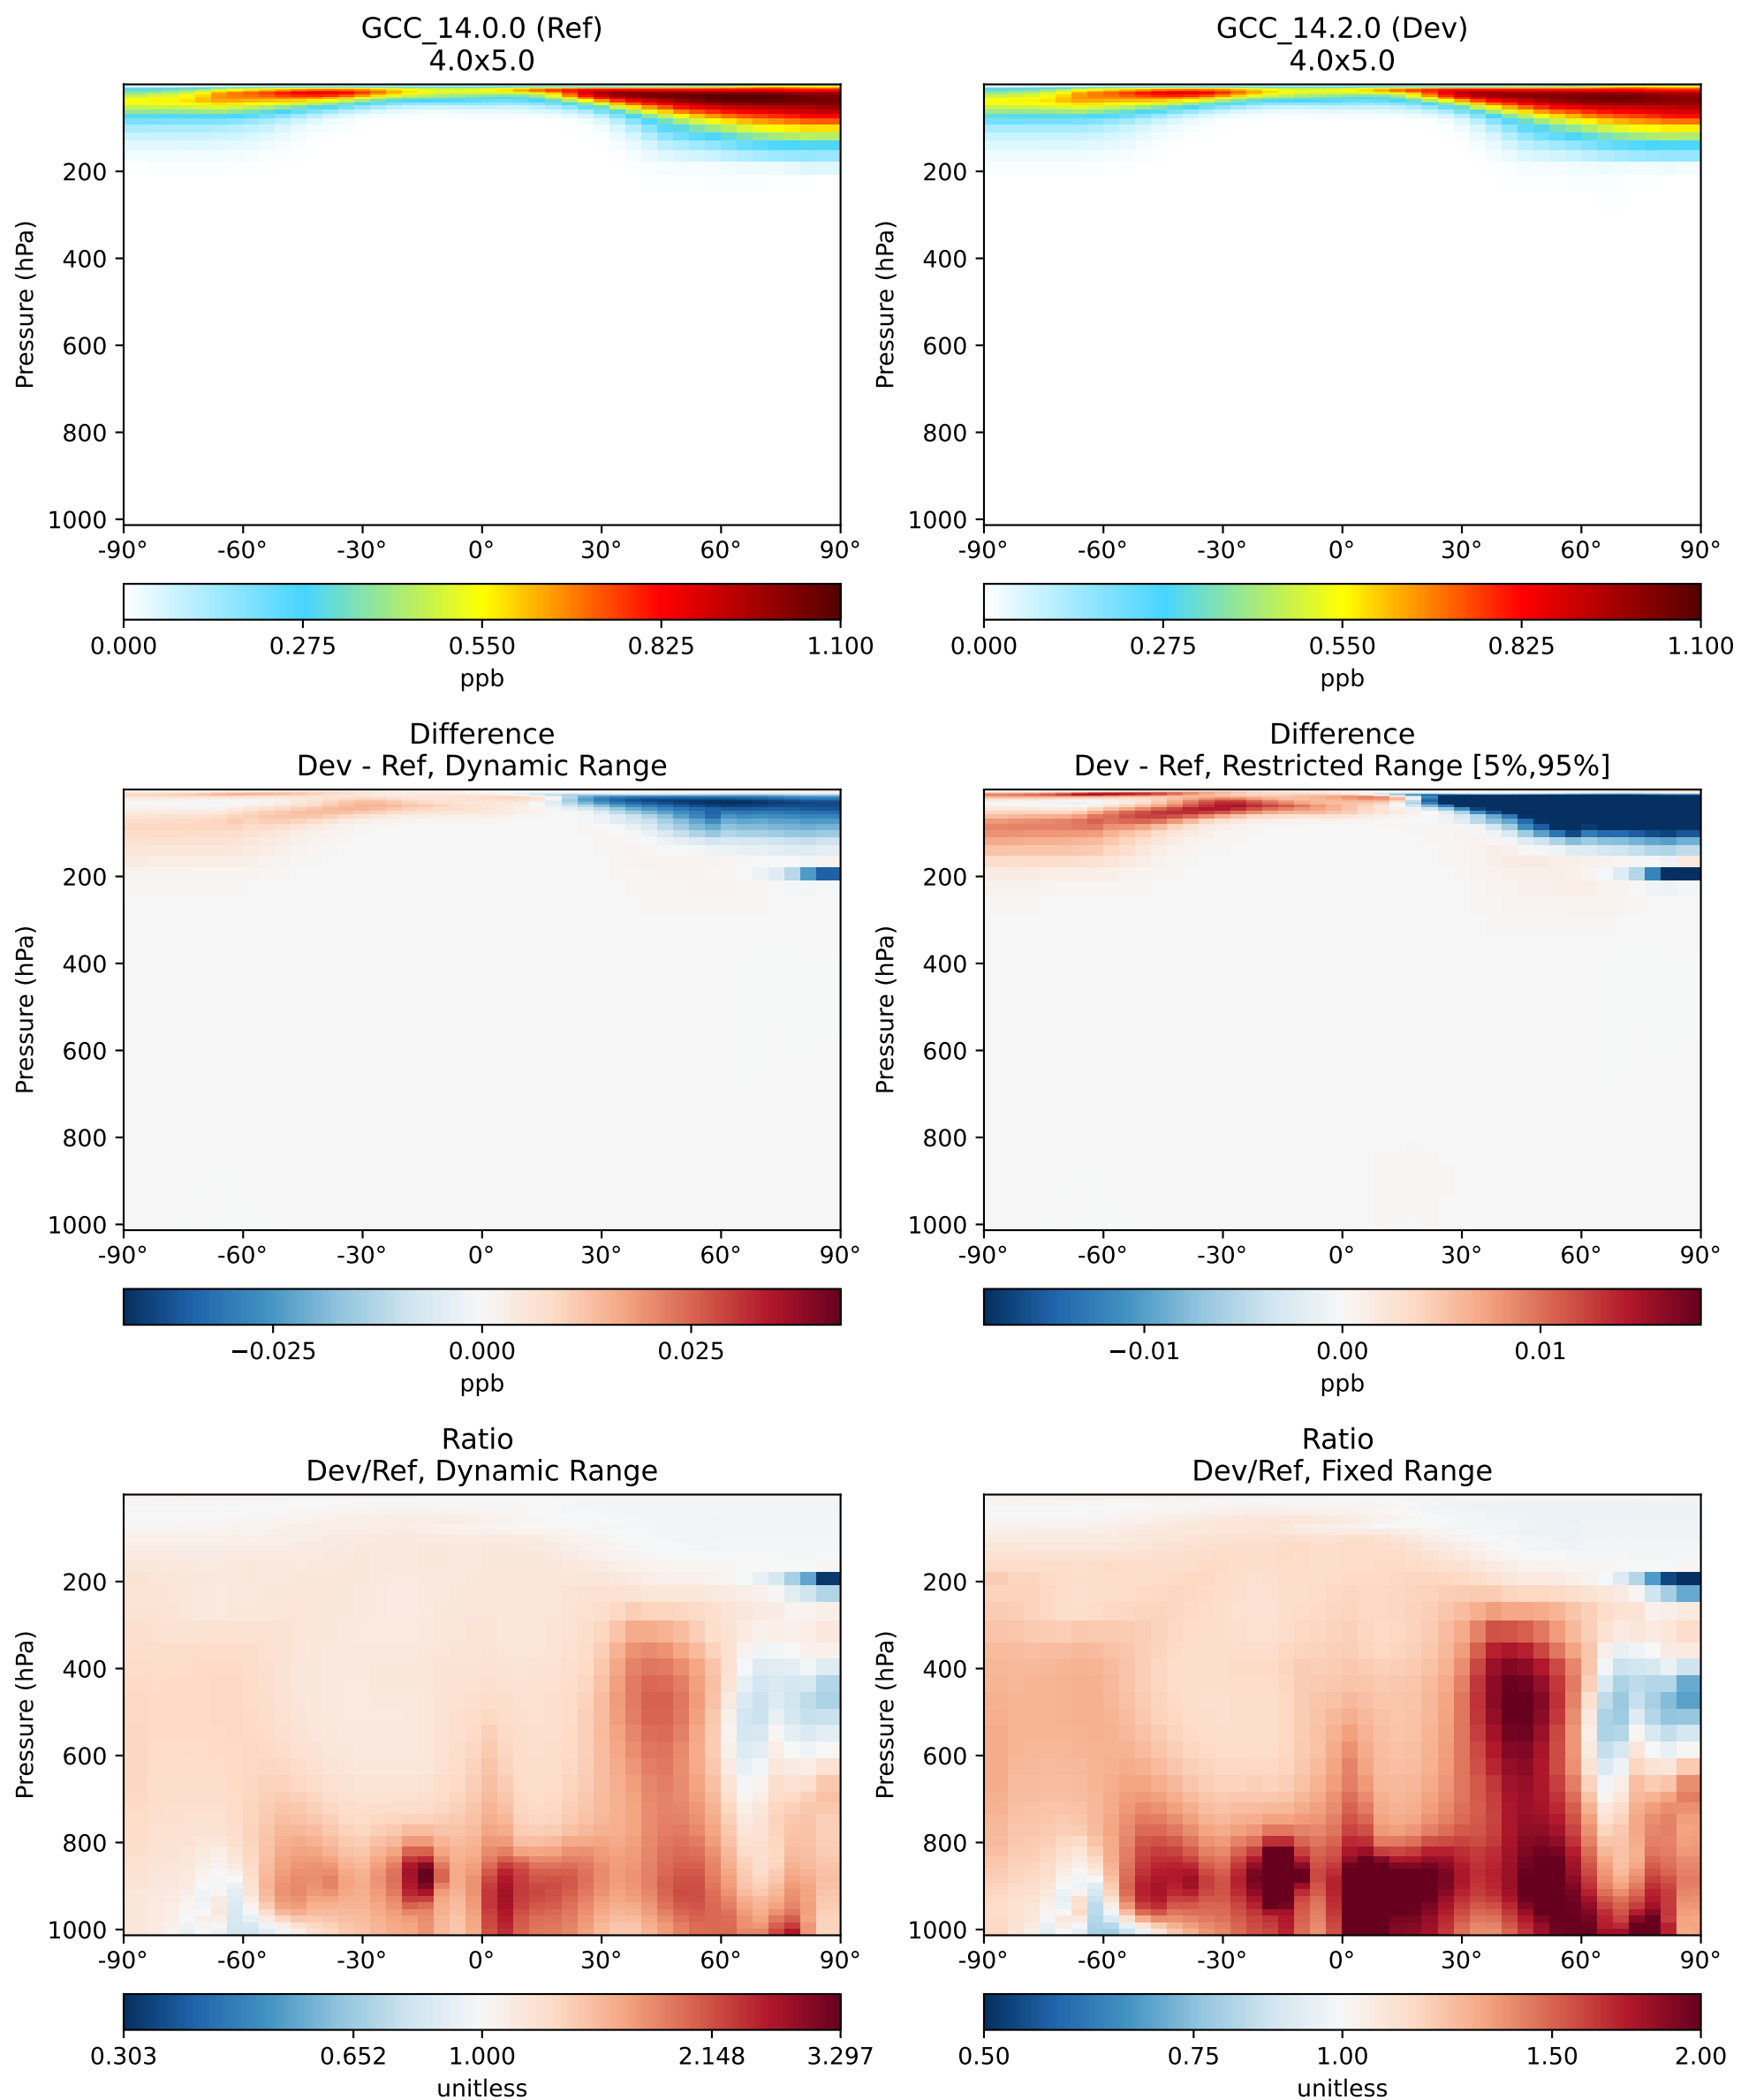 GCC_14.0.0 (Ref)
4.0x5.0
Pressure (hPa)
200
400
600
800
1000
-90° -60° -30° 0° 30° 60° 90°
0.000 0.275 0.550 0.825 1.100
ppb
GCC_14.2.0 (Dev)
4.0x5.0
Pressure (hPa)
200
400
600
800
1000
-90° -60° -30° 0° 30° 60° 90°
0.000 0.275 0.550 0.825 1.100
ppb
Difference
Dev - Ref, Dynamic Range
Pressure (hPa)
200
400
600
800
1000
-90° -60° -30° 0° 30° 60° 90°
−0.025 0.000 0.025
ppb
Difference
Dev - Ref, Restricted Range [5%,95%]
Pressure (hPa)
200
400
600
800
1000
-90° -60° -30° 0° 30° 60° 90°
−0.01 0.00 0.01
ppb
Ratio
Dev/Ref, Dynamic Range
Pressure (hPa)
200
400
600
800
1000
-90° -60° -30° 0° 30° 60° 90°
0.303 0.652 1.000 2.148 3.297
unitless
Ratio
Dev/Ref, Fixed Range
Pressure (hPa)
200
400
600
800
1000
-90° -60° -30° 0° 30° 60° 90°
0.50 0.75 1.00 1.50 2.00
unitless